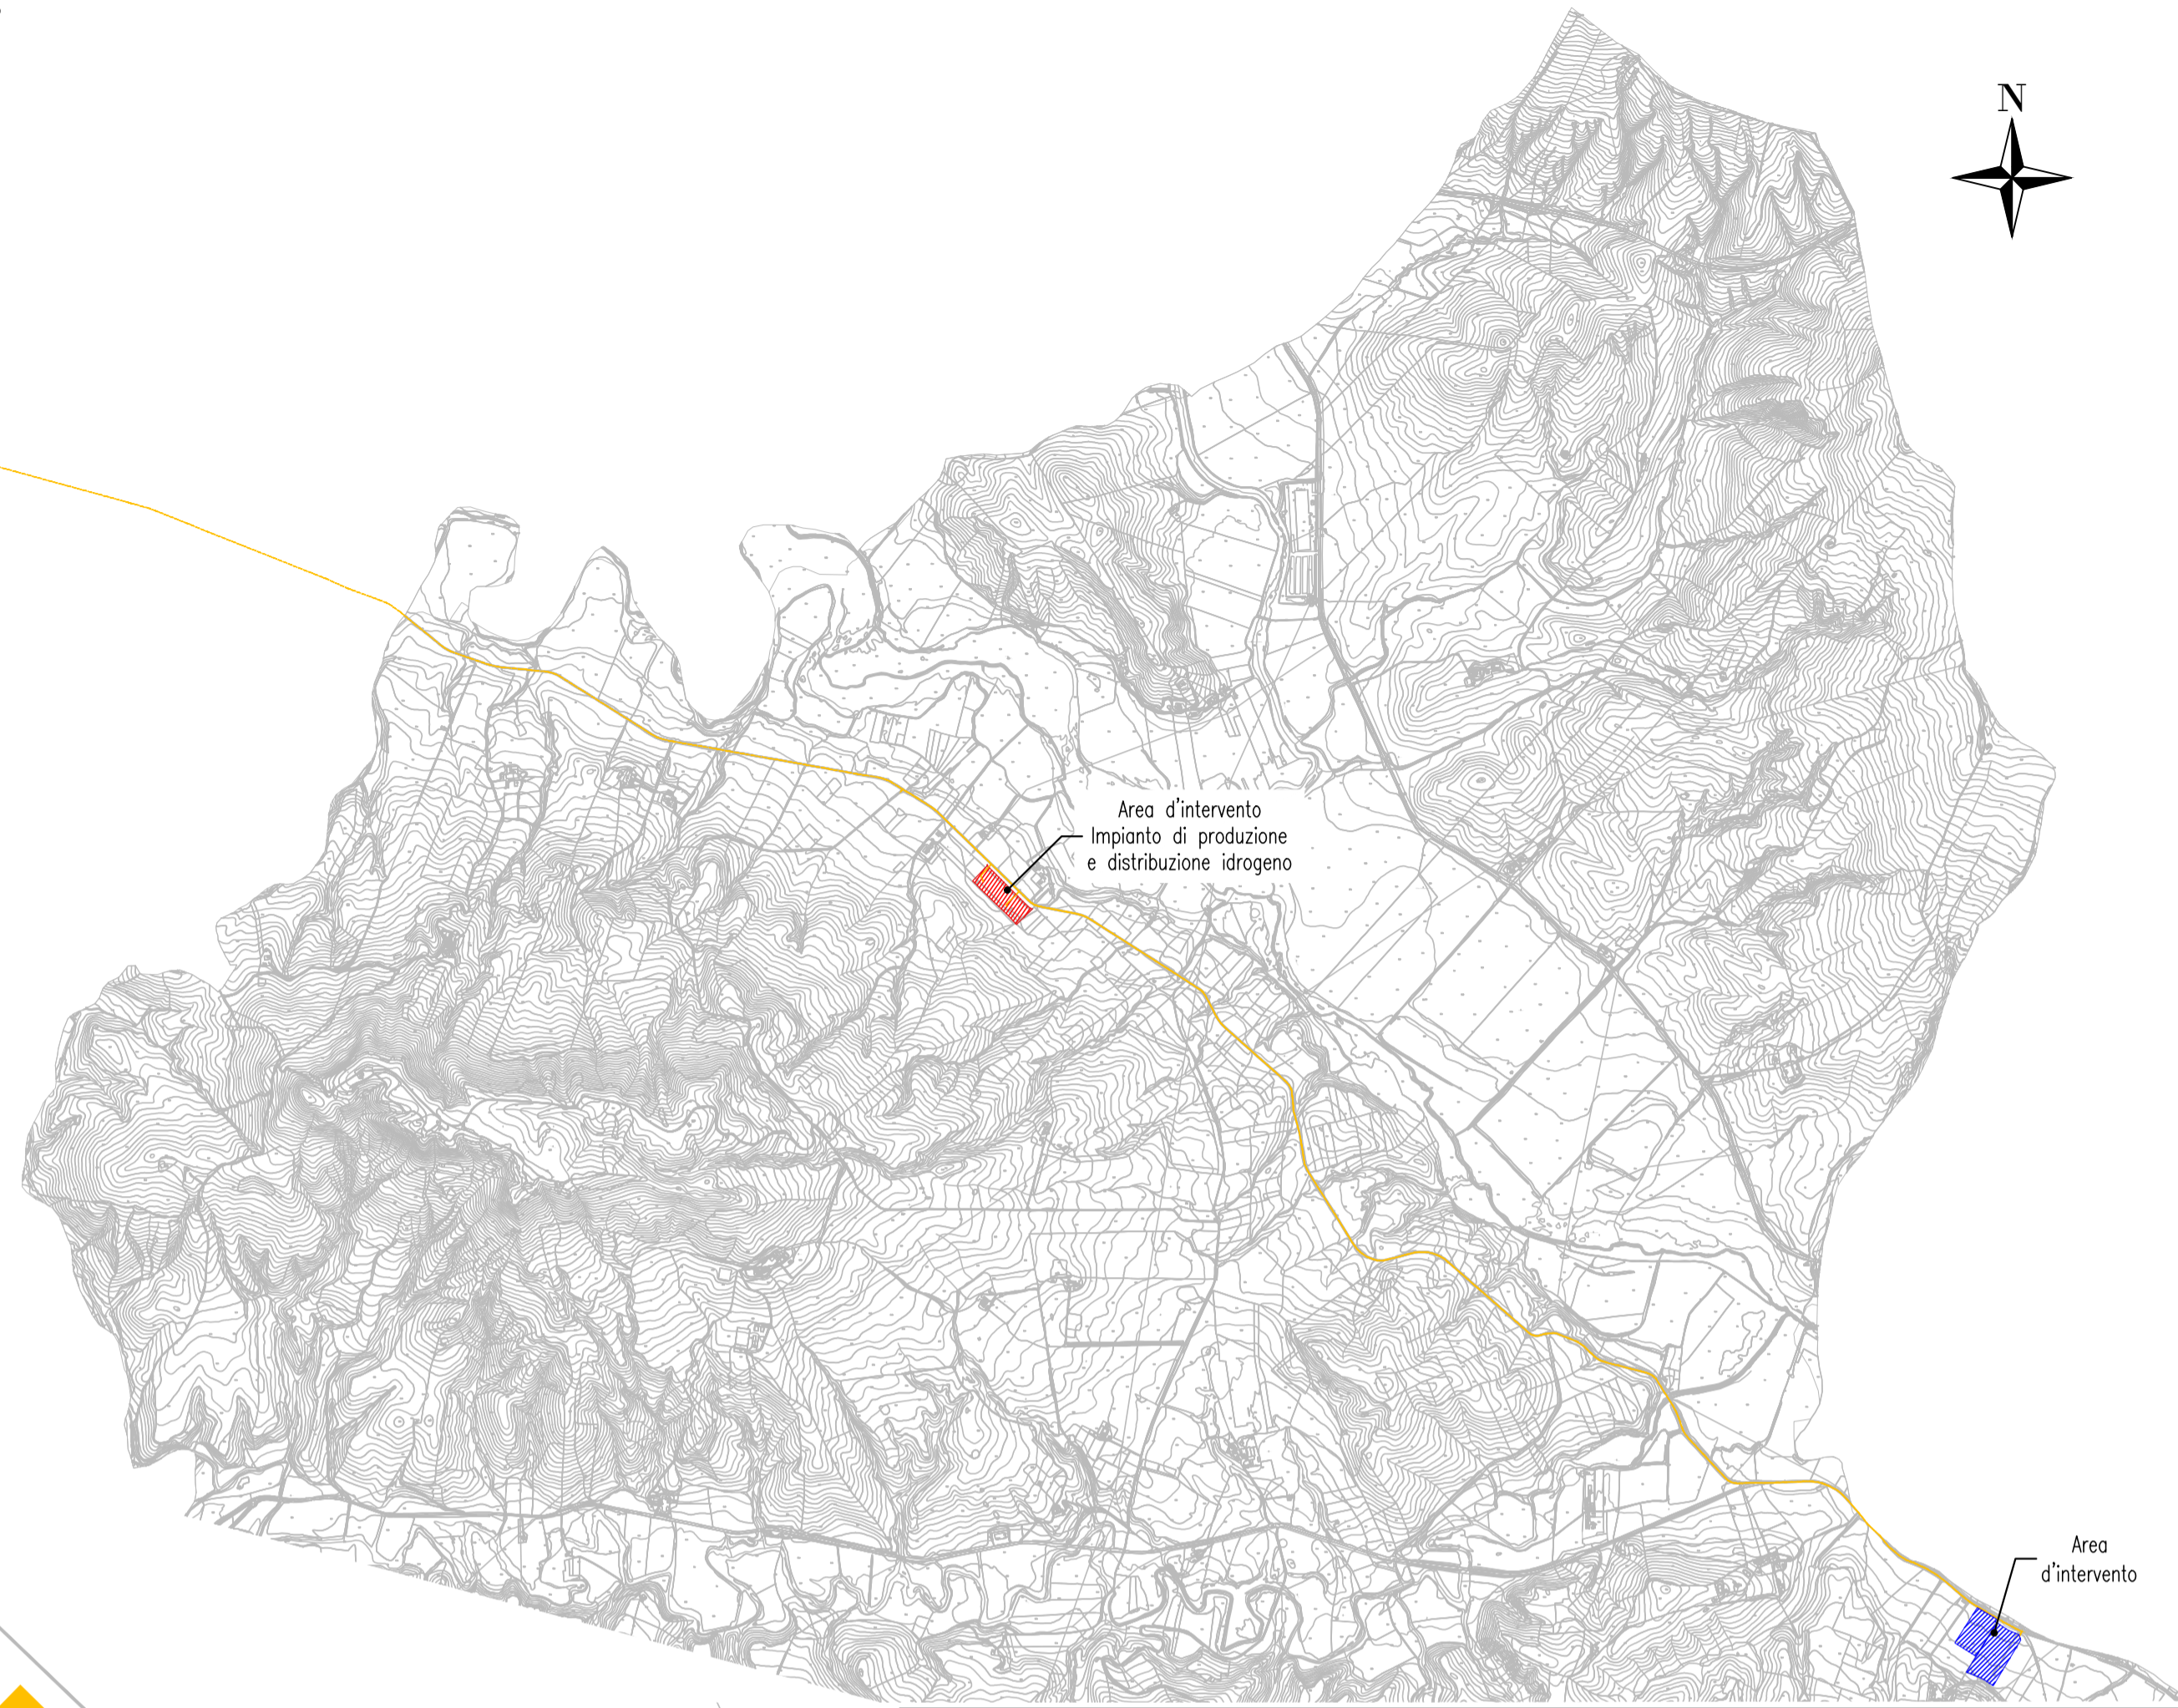 N
Area d'intervento
Impianto di produzione
e distribuzione idrogeno
Area
d'intervento